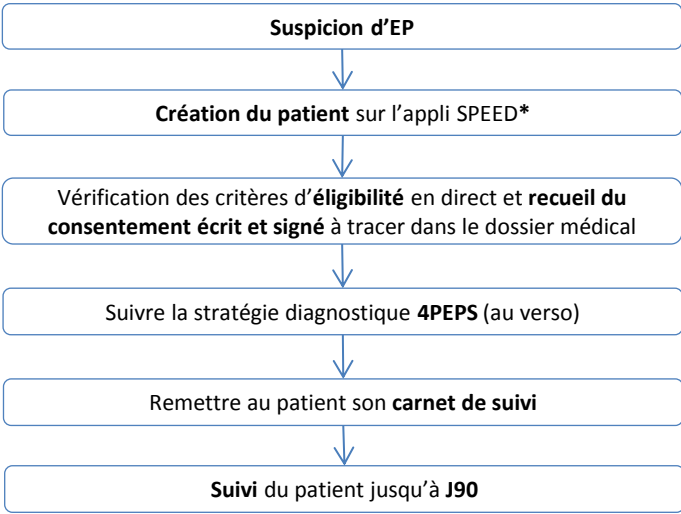 Suspicion d’EP
Création du patient sur l’appli SPEED*
Vérification des critères d’éligibilité en direct et recueil du
consentement écrit et signé à tracer dans le dossier médical
Suivre la stratégie diagnostique 4PEPS (au verso)
Remettre au patient son carnet de suivi
Suivi du patient jusqu’à J90